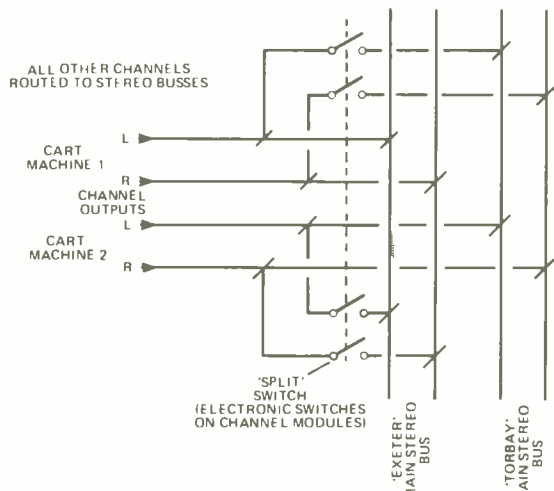 ALL OTHER CHANNELS
ROUTED TO STEREO BUSSES
L
CART
MACHINE 1
R
CHANNEL
OUTPUTS
L
CART
MACHINE 2
R
'SPLIT'
SWITCH
(ELECTRONIC SWITCHES
ON CHANNEL MODULES)
'EXETER'
AIN STEREO
BUS
'TORBAY'
AIN STEREO
BUS